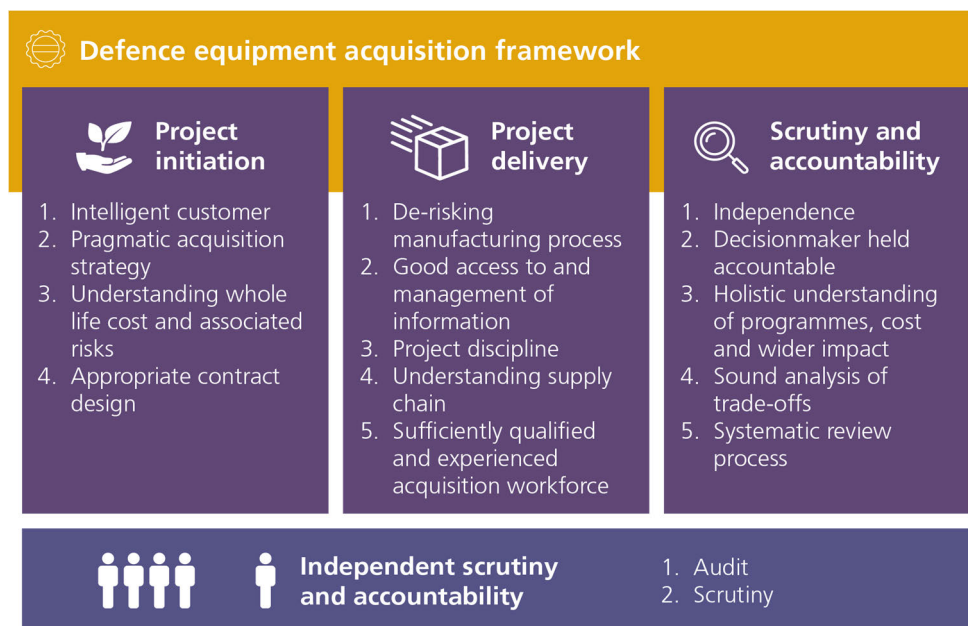 Defence equipment acquisition framework
Project
initiation
1. Intelligent customer
2. Pragmatic acquisition
strategy
3. Understanding whole
life cost and associated
risks
4. Appropriate contract
design
Project
delivery
1. De-risking
manufacturing process
2. Good access to and
management of
information
3. Project discipline
4. Understanding supply
chain
5. Sufficiently qualified
and experienced
acquisition workforce
Scrutiny and
accountability
1. Independence
2. Decisionmaker held
accountable
3. Holistic understanding
of programmes, cost
and wider impact
4. Sound analysis of
trade-offs
5. Systematic review
process
Independent scrutiny
and accountability
1. Audit
2. Scrutiny